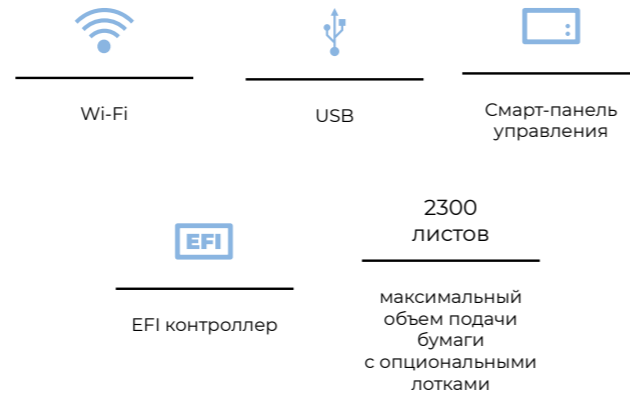 Wi-Fi
USB
Смарт-панель
управления
EFI
EFI контроллер
2300
листов
максимальный
объем подачи
бумаги
с опциональными
лотками